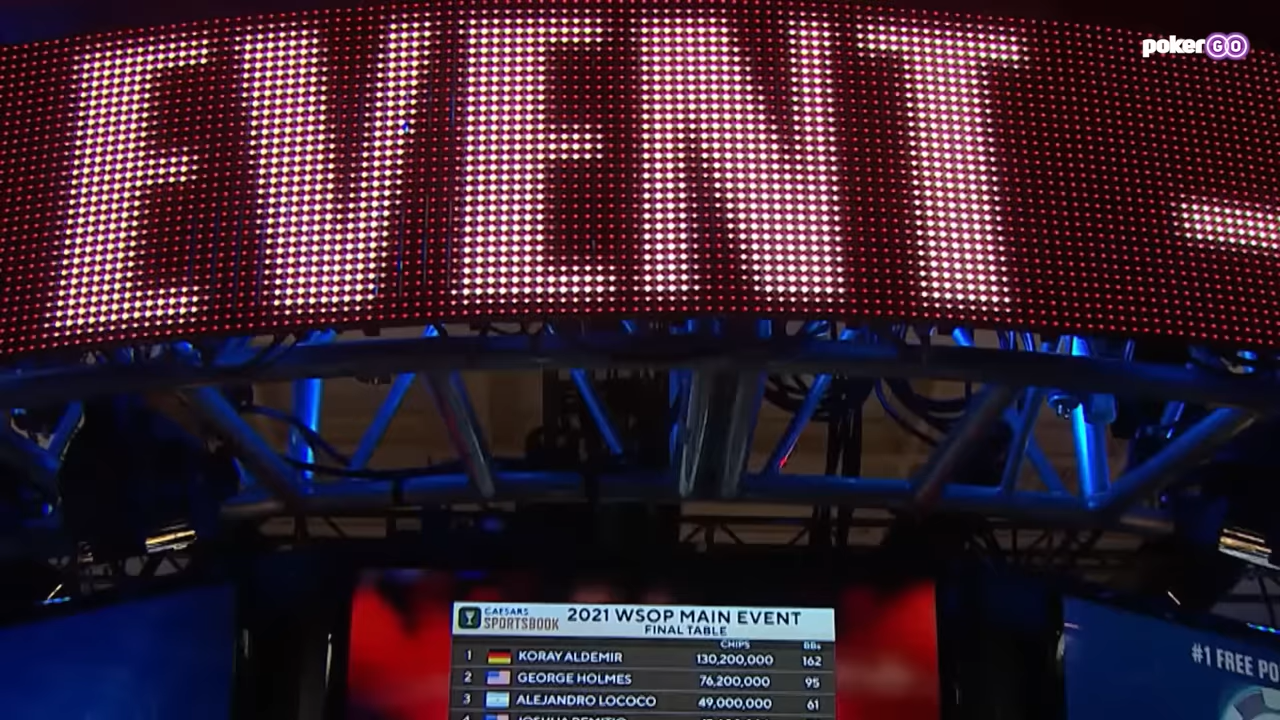 EVENT -
pokerGO
CAESARS
SPORTSBOOK
2021 WSOP MAIN EVENT
FINAL TABLE
CHIPS BBs
1 KORAY ALDEMIR 130,200,000 162
2 GEORGE HOLMES 76,200,000 95
3 ALEJANDRO LOCOCO 49,000,000 61
#1 FREE PO